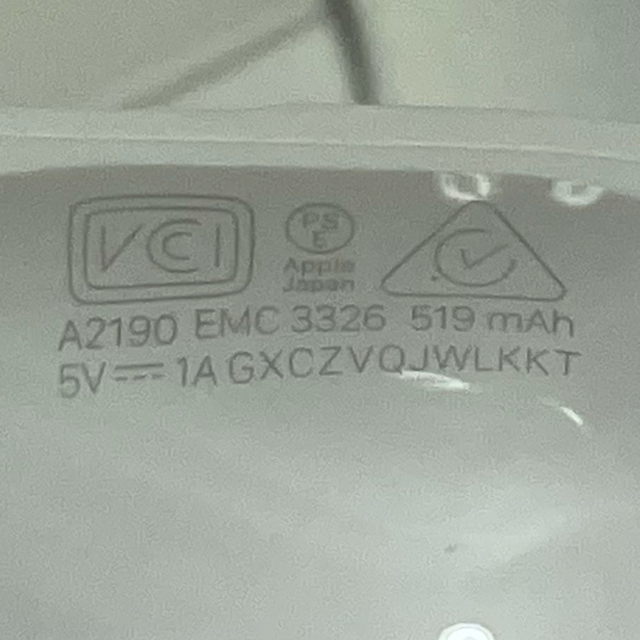 VCI
PS
E
Apple
Japan
A2190 EMC 3326 519 mAh
5V⎓1A GXCZVQJWLKKT